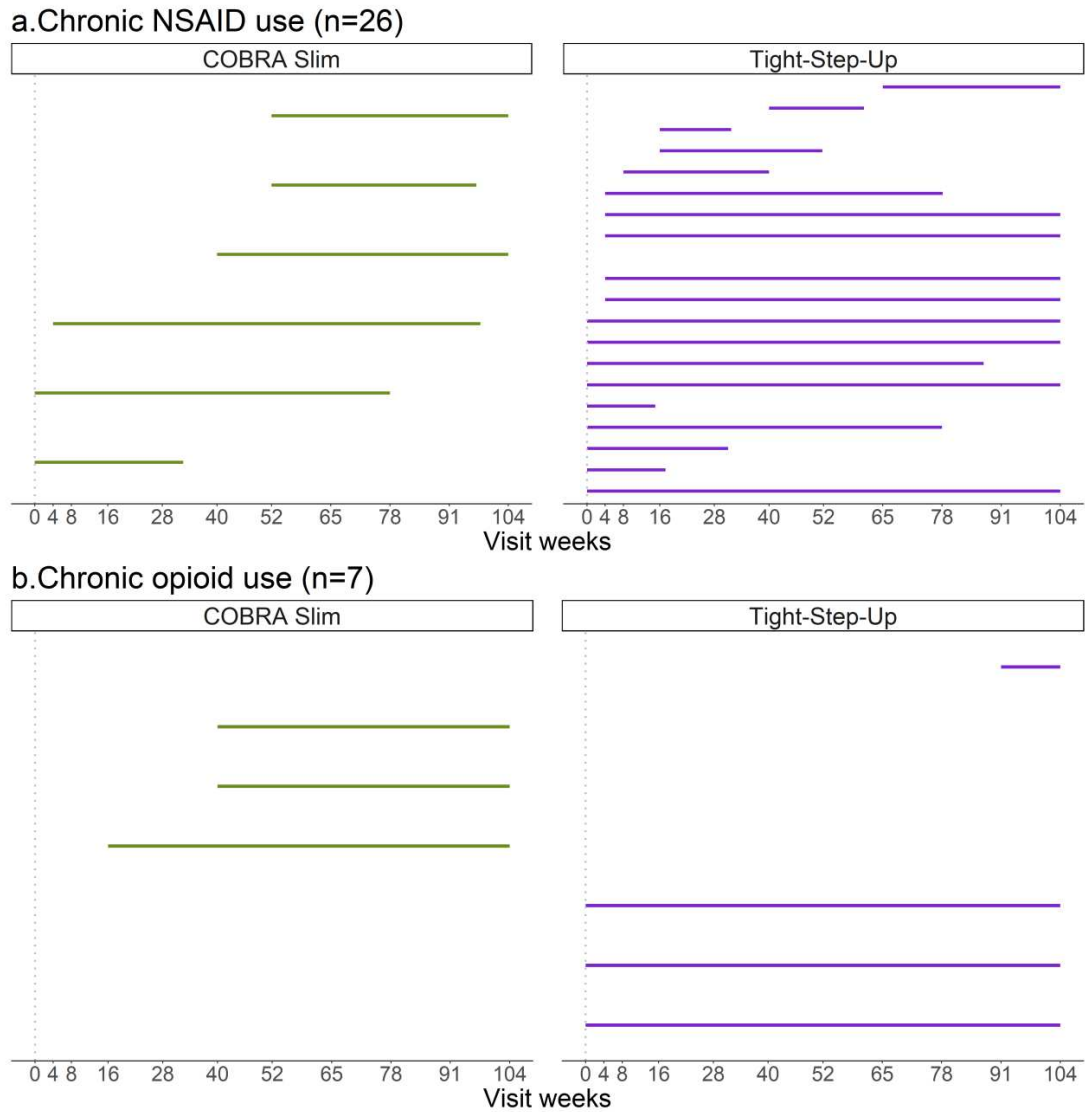 a.Chronic NSAID use (n=26)
COBRA Slim Tight-Step-Up
0 4 8 16 28 40 52 65 78 91 104 0 4 8 16 28 40 52 65 78 91 104
Visit weeks
b.Chronic opioid use (n=7)
COBRA Slim Tight-Step-Up
0 4 8 16 28 40 52 65 78 91 104 0 4 8 16 28 40 52 65 78 91 104
Visit weeks